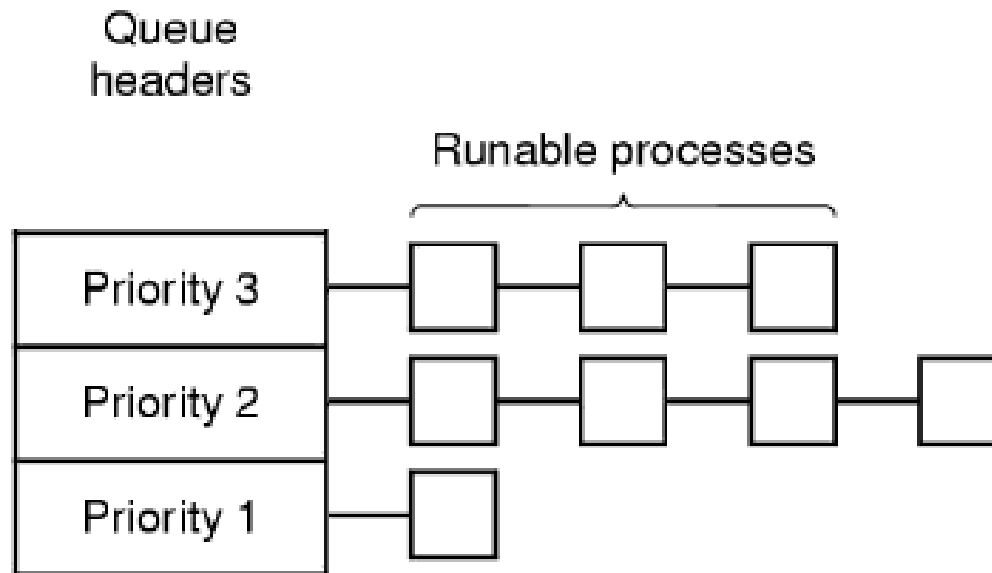 Queue
headers
Runable processes
Priority 3
Priority 2
Priority 1